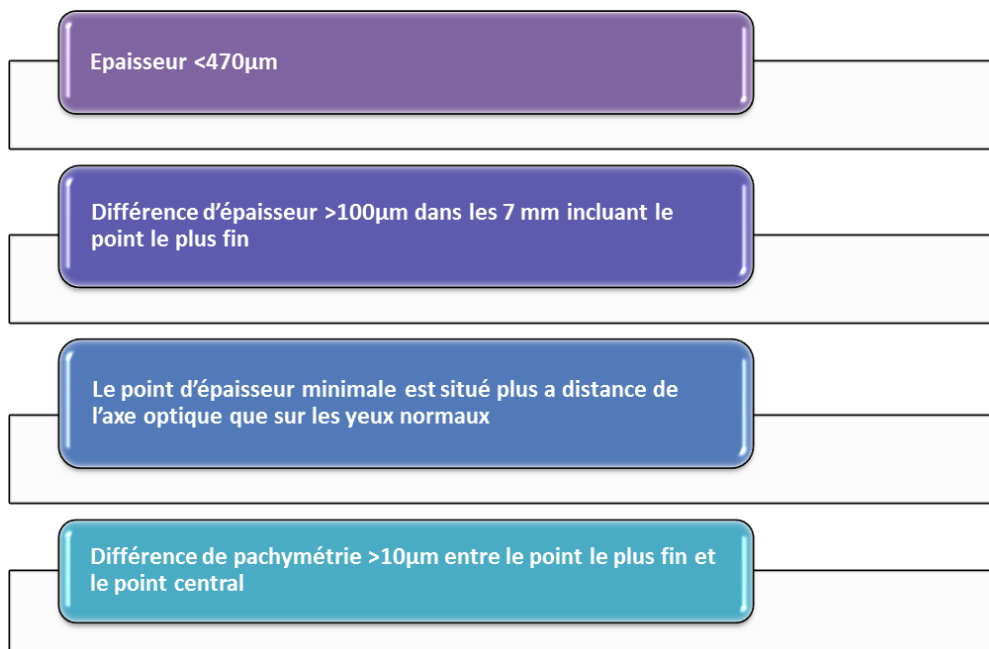 Epaisseur <470µm
Différence d’épaisseur >100µm dans les 7 mm incluant le
point le plus fin
Le point d’épaisseur minimale est situé plus a distance de
l’axe optique que sur les yeux normaux
Différence de pachymétrie >10µm entre le point le plus fin et
le point central